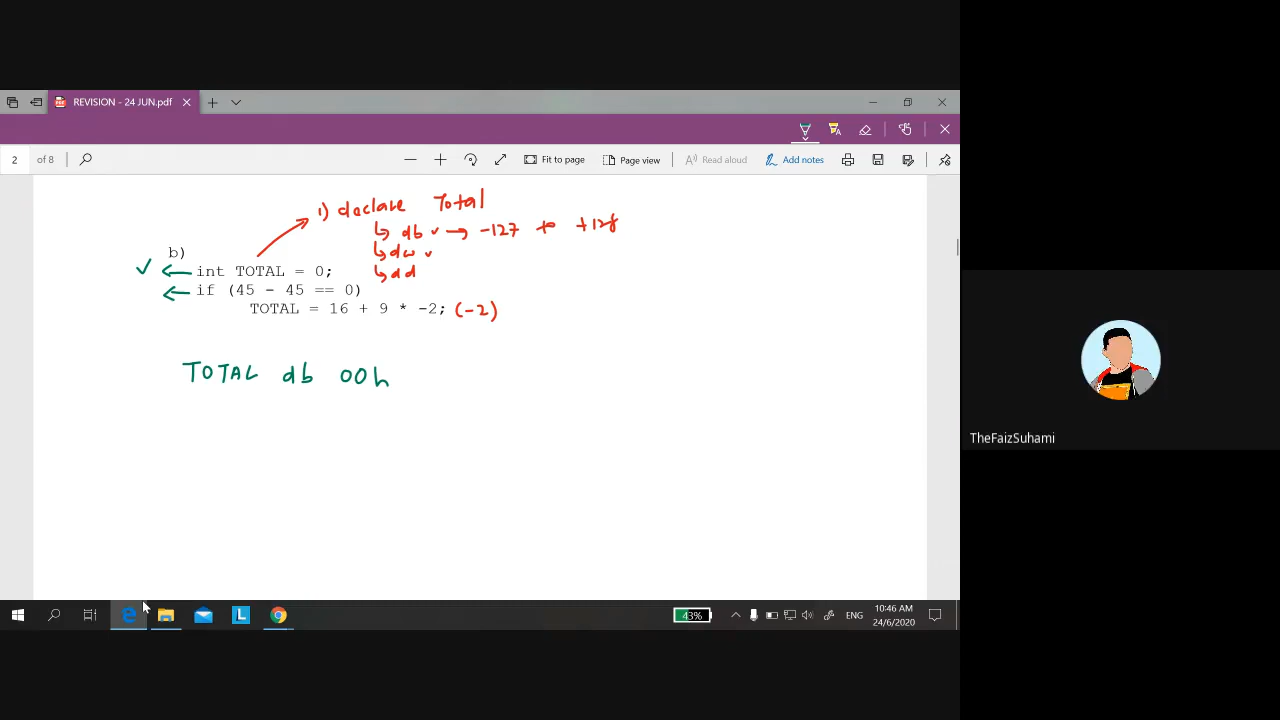 REVISION - 24 JUN.pdf
2 of 8
Fit to page
Page view
Read aloud
Add notes
1) declare Total
↳ db ✓ → -127 to +128
↳ dw ✓
↳ dd
b)
✓ ← int TOTAL = 0;
← if (45 - 45 == 0)
TOTAL = 16 + 9 * -2; (-2)
TOTAL db 00h
TheFaizSuhami
43%
ENG
10:46 AM
24/6/2020